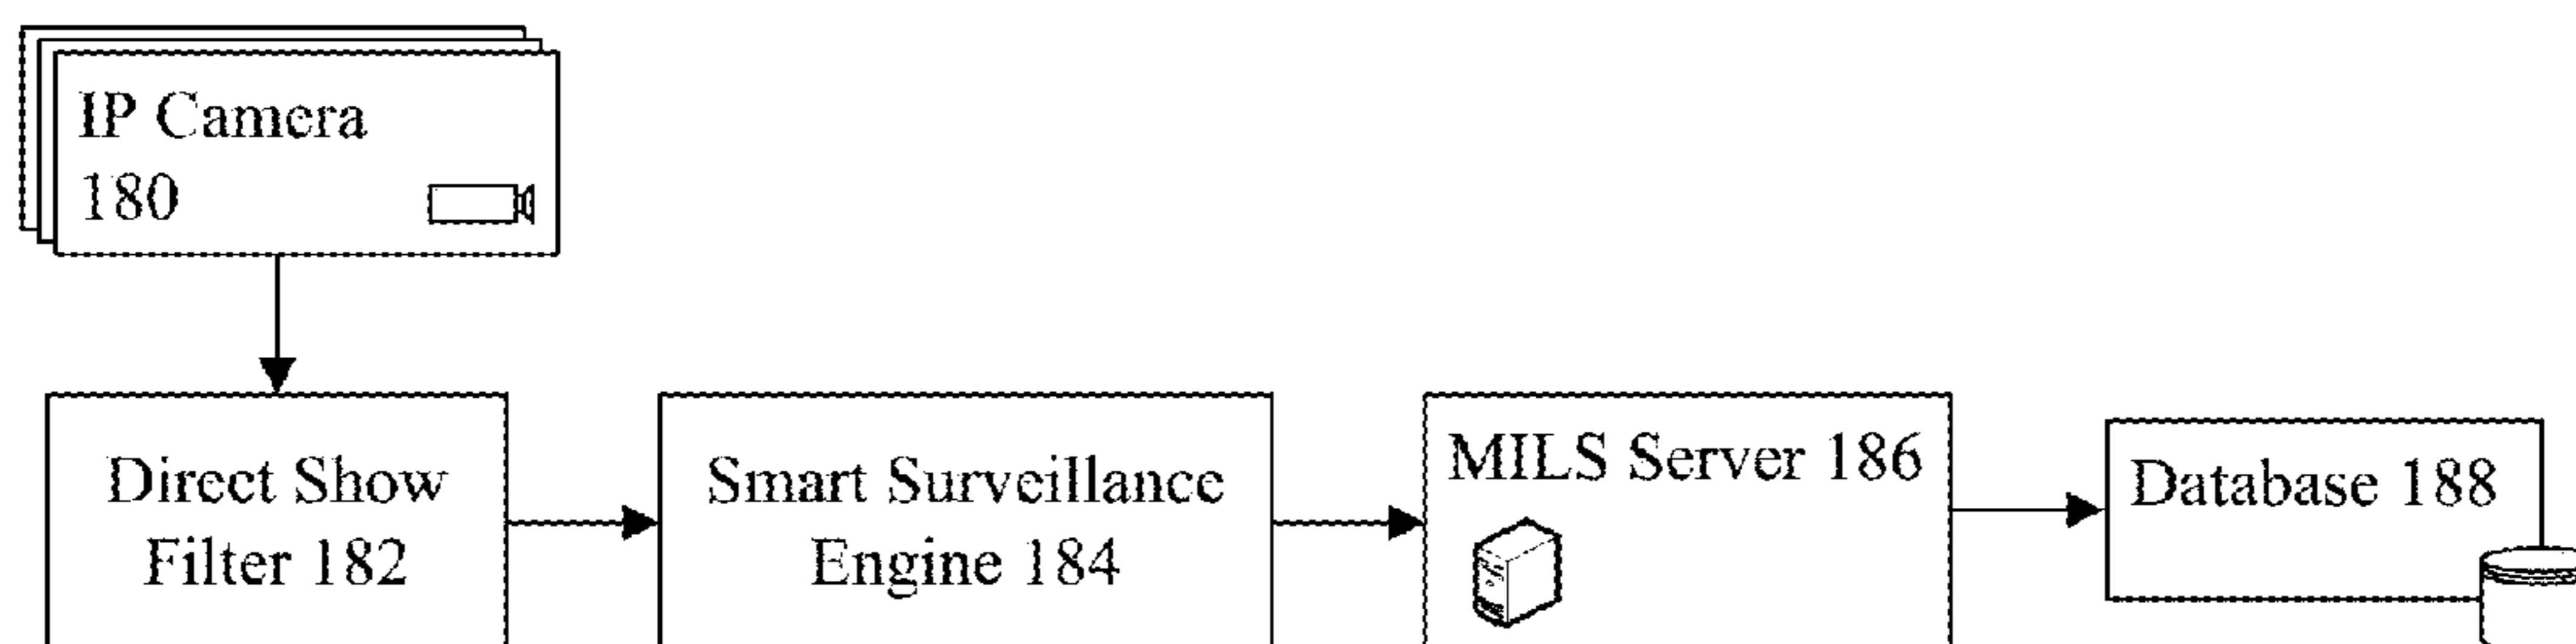 IP Camera
180
Direct Show
Filter 182
Smart Surveillance
Engine 184
MILS Server 186
Database 188